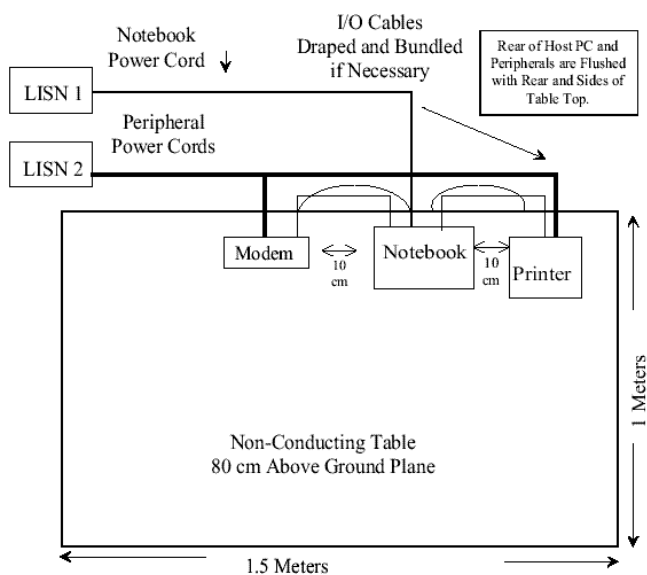 Notebook
Power Cord
I/O Cables
Draped and Bundled
if Necessary
Rear of Host PC and
Peripherals are Flushed
with Rear and Sides of
Table Top.
LISN 1
Peripheral
Power Cords
LISN 2
Modem
10
cm
Notebook
10
cm
Printer
1 Meters
Non-Conducting Table
80 cm Above Ground Plane
1.5 Meters